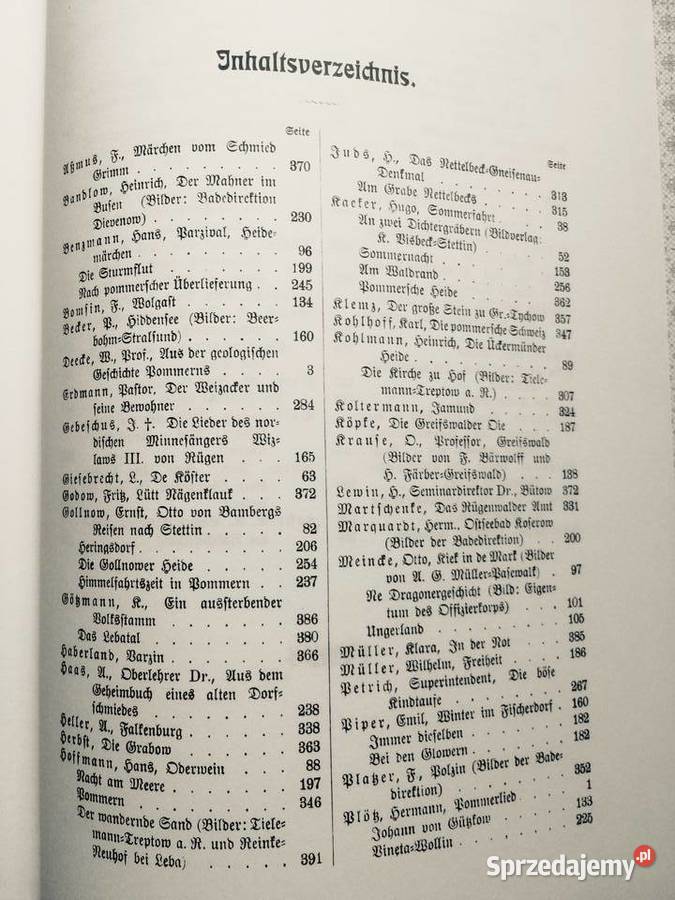 Inhaltsverzeichnis.
Seite
Aßmus, F., Märchen vom Schmied
Grimm . . . . . . . . 370
Bandlow, Heinrich, Der Mahner im
Busen (Bilder: Badedirektion
Dievenow) . . . . . . . 230
Benzmann, Hans, Parzival, Heide-
märchen . . . . . . . 96
Die Sturmflut . . . . . . 199
Nach pommerscher Überlieferung . . 245
Bomsin, F., Wolgast . . . . . 134
Becker, P., Hiddensee (Bilder: Beer-
bohm-Stralsund) . . . . . 160
Deecke, W., Prof., Aus der geologischen
Geschichte Pommerns . . . . 3
Erdmann, Pastor, Der Weizacker und
seine Bewohner . . . . . 284
Gebeschus, J. †. Die Lieder des nor-
dischen Minnesängers Wiz-
laws III. von Rügen . . . 165
Giesebrecht, L., De Köster . . . 63
Godow, Fritz, Lütt Nägenklauk . . 372
Gollnow, Ernst, Otto von Bambergs
Reisen nach Stettin . . . . 82
Heringsdorf . . . . . . . 206
Die Gollnower Heide . . . . 254
Himmelfahrtszeit in Pommern . . 237
Götzmann, K., Ein aussterbender
Volksstamm . . . . . . 386
Das Lebatal . . . . . . . 380
Haberland, Varzin . . . . . 366
Haas, A., Oberlehrer Dr., Aus dem
Geheimbuch eines alten Dorf-
schmiedes . . . . . . . 238
Heller, A., Falkenburg . . . . . 338
Herbst, Die Grabow . . . . . 363
Hoffmann, Hans, Oberwein . . . 88
Nacht am Meere . . . . . . 197
Pommern . . . . . . . . 346
Der wandernde Sand (Bilder: Tiele-
mann-Treptow a. R. und Reinke-
Neuhof bei Leba) . . . . . 391
Seite
Juds, H., Das Nettelbeck-Gneisenau-
Denkmal . . . . . . . 313
Am Grabe Nettelbecks . . . . 315
Kaeker, Hugo, Sommerfahrt . . . 38
An zwei Dichtergräbern (Bildverlag:
K. Visbeck-Stettin) . . . . 52
Sommernacht . . . . . . 153
Am Waldrand . . . . . . 256
Pommersche Heide . . . . . 362
Klemz, Der große Stein zu Gr.-Tychow 357
Kohlhoff, Karl, Die pommersche Schweiz 347
Kohlmann, Heinrich, Die Ückermünder
Heide . . . . . . . . 89
Die Kirche zu Hof (Bilder: Tiele-
mann-Treptow a. R.) . . . . 307
Koltermann, Jamund . . . . . 324
Köpke, Die Greifswalder Oie . . . 187
Krause, O., Professor, Greifswald
(Bilder von F. Bärwolff und
H. Färber-Greifswald) . . . 138
Lewin, H., Seminardirektor Dr., Bütow 372
Martschenke, Das Rügenwalder Amt 331
Marquardt, Herm., Ostseebad Koserow
(Bilder der Badedirektion) . . 200
Meincke, Otto, Kiek in de Mark (Bilder
von A. G. Müller-Pasewalk) . . 97
Ne Dragonergeschicht (Bild: Eigen-
tum des Offizierkorps) . . . 101
Ungerland . . . . . . . 105
Müller, Klara, In der Not . . . . 385
Müller, Wilhelm, Freiheit . . . . 186
Petrich, Superintendent, Die böse
Kindtaufe . . . . . . . 267
Piper, Emil, Winter im Fischerdorf . 160
Immer dieselben . . . . . 182
Bei den Glowern . . . . . 182
Platzer, F, Polzin (Bilder der Bade-
direktion) . . . . . . . 352
Plötz, Hermann, Pommerlied . . . 1
Johann von Gützkow . . . . 133
Vineta-Wollin . . . . . . 225
Sprzedajemy.pl